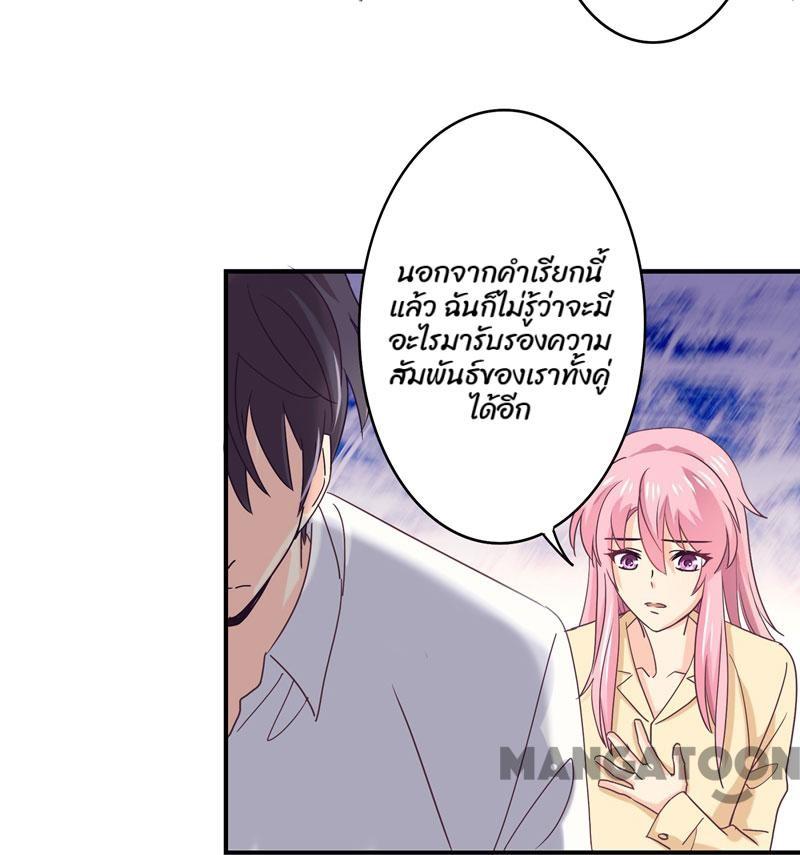 นอกจากคำเรียกนี้
แล้ว ฉันก็ไม่รู้ว่าจะมี
อะไรมารับรองความ
สัมพันธ์ของเราทั้งคู่
ได้อีก
MANGATOON